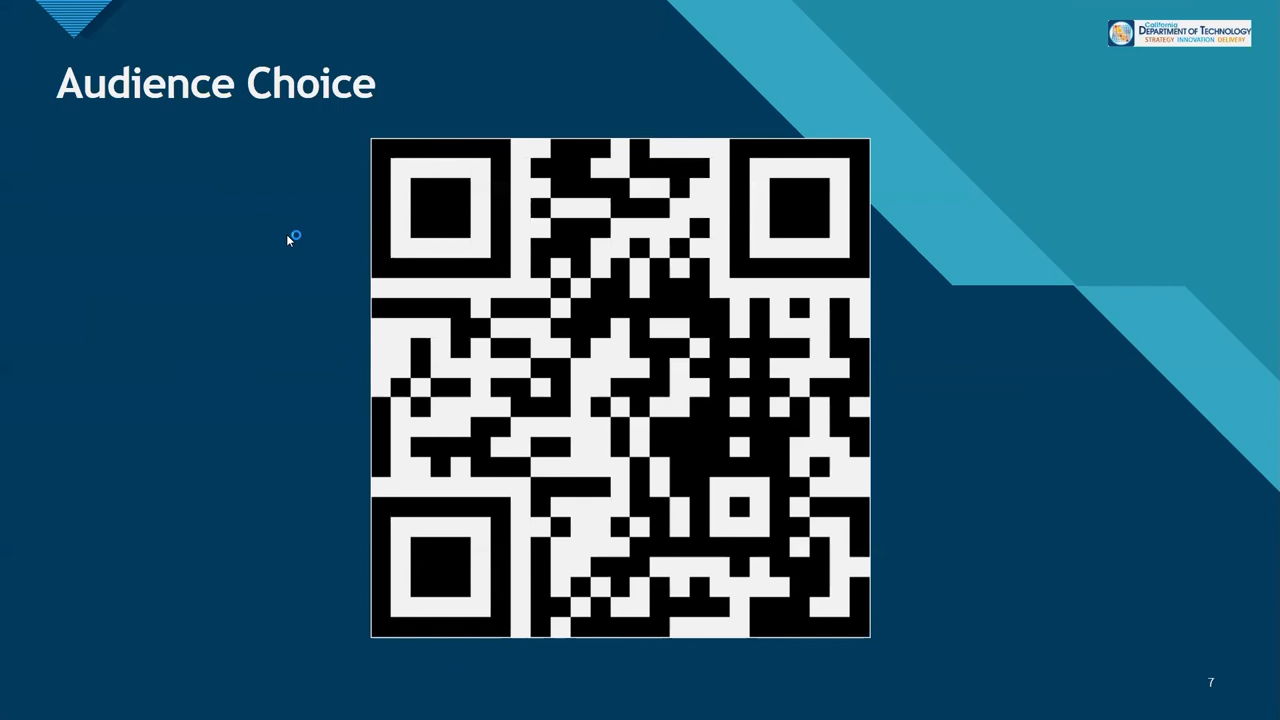 Audience Choice
California
DEPARTMENT OF TECHNOLOGY
STRATEGY INNOVATION DELIVERY
7